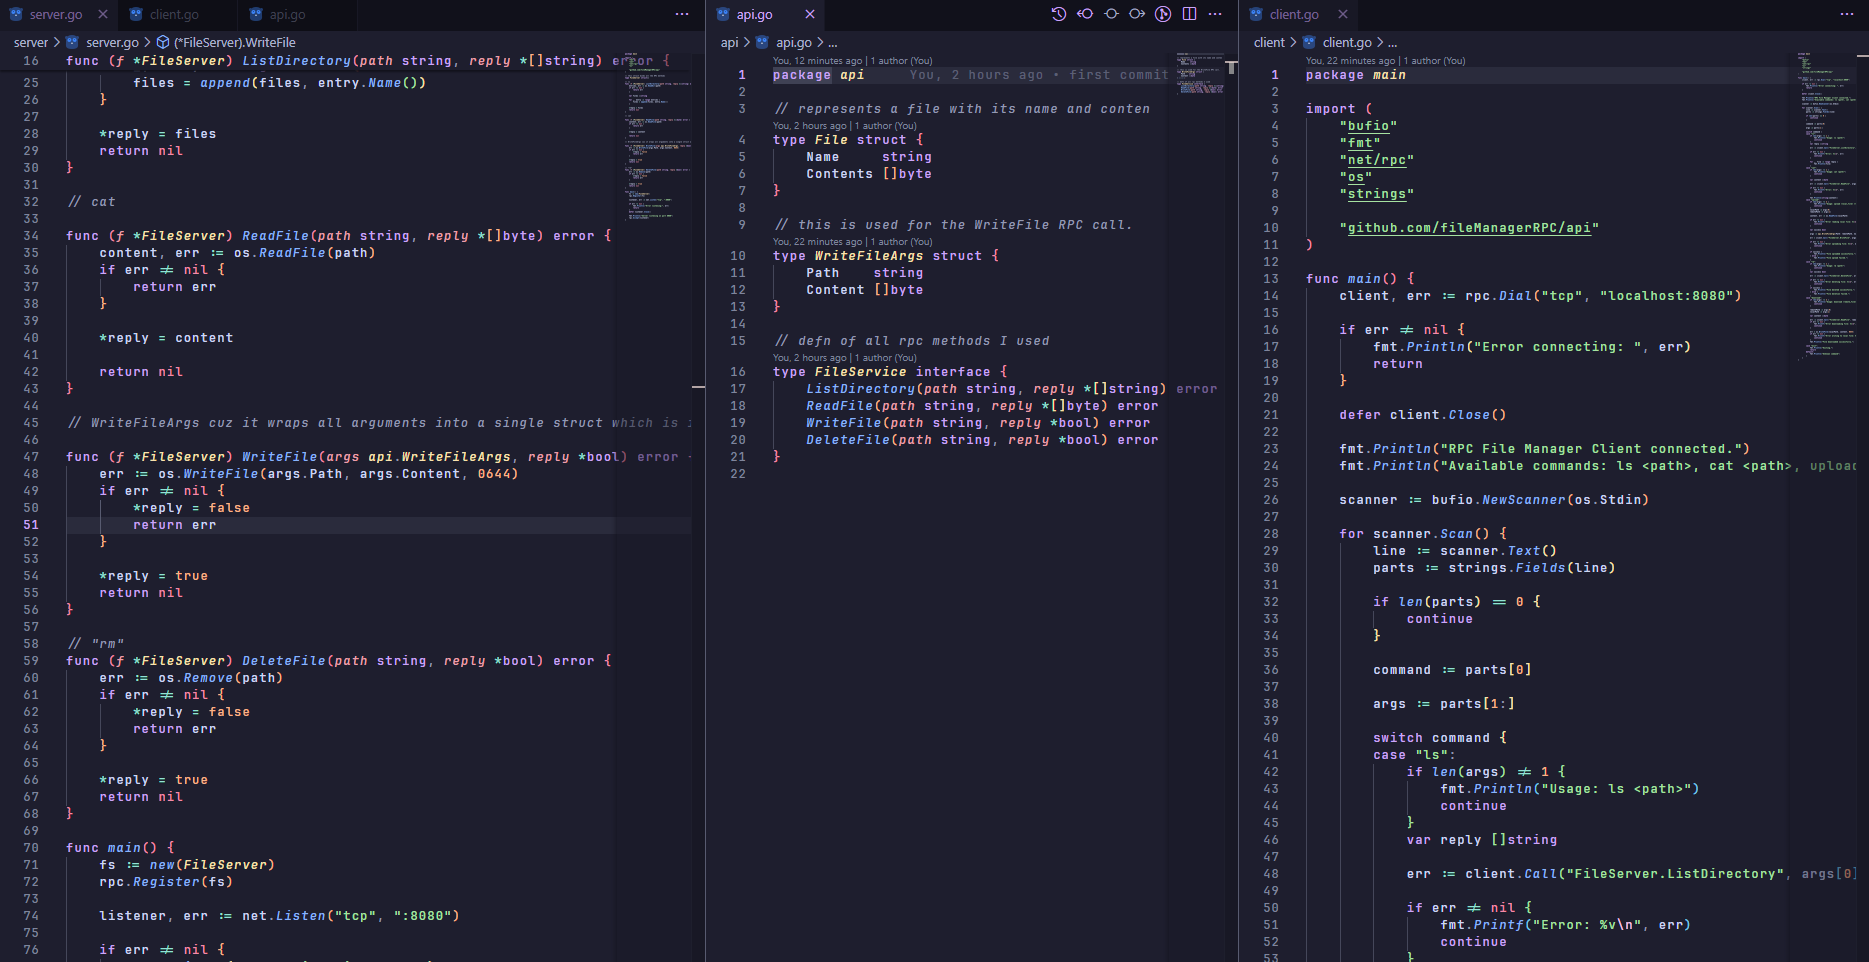 server.go
client.go
api.go
server > server.go > (*FileServer).WriteFile
16 func (f *FileServer) ListDirectory(path string, reply *[]string) error {
25 files = append(files, entry.Name())
26 }
27
28 *reply = files
29 return nil
30 }
31
32 // cat
33
34 func (f *FileServer) ReadFile(path string, reply *[]byte) error {
35 content, err := os.ReadFile(path)
36 if err != nil {
37 return err
38 }
39
40 *reply = content
41
42 return nil
43 }
44
45 // WriteFileArgs cuz it wraps all arguments into a single struct which is
46
47 func (f *FileServer) WriteFile(args api.WriteFileArgs, reply *bool) error
48 err := os.WriteFile(args.Path, args.Content, 0644)
49 if err != nil {
50 *reply = false
51 return err
52 }
53
54 *reply = true
55 return nil
56 }
57
58 // "rm"
59 func (f *FileServer) DeleteFile(path string, reply *bool) error {
60 err := os.Remove(path)
61 if err != nil {
62 *reply = false
63 return err
64 }
65
66 *reply = true
67 return nil
68 }
69
70 func main() {
71 fs := new(FileServer)
72 rpc.Register(fs)
73
74 listener, err := net.Listen("tcp", ":8080")
75
76 if err != nil {
api.go
api > api.go > ...
You, 12 minutes ago | 1 author (You)
1 package api You, 2 hours ago • first commit
2
3 // represents a file with its name and conten
You, 2 hours ago | 1 author (You)
4 type File struct {
5 Name string
6 Contents []byte
7 }
8
9 // this is used for the WriteFile RPC call.
You, 22 minutes ago | 1 author (You)
10 type WriteFileArgs struct {
11 Path string
12 Content []byte
13 }
14
15 // defn of all rpc methods I used
You, 2 hours ago | 1 author (You)
16 type FileService interface {
17 ListDirectory(path string, reply *[]string) error
18 ReadFile(path string, reply *[]byte) error
19 WriteFile(path string, reply *bool) error
20 DeleteFile(path string, reply *bool) error
21 }
22
client.go
client > client.go > ...
You, 22 minutes ago | 1 author (You)
1 package main
2
3 import (
4 "bufio"
5 "fmt"
6 "net/rpc"
7 "os"
8 "strings"
9
10 "github.com/fileManagerRPC/api"
11 )
12
13 func main() {
14 client, err := rpc.Dial("tcp", "localhost:8080")
15
16 if err != nil {
17 fmt.Println("Error connecting: ", err)
18 return
19 }
20
21 defer client.Close()
22
23 fmt.Println("RPC File Manager Client connected.")
24 fmt.Println("Available commands: ls <path>, cat <path>, upload
25
26 scanner := bufio.NewScanner(os.Stdin)
27
28 for scanner.Scan() {
29 line := scanner.Text()
30 parts := strings.Fields(line)
31
32 if len(parts) == 0 {
33 continue
34 }
35
36 command := parts[0]
37
38 args := parts[1:]
39
40 switch command {
41 case "ls":
42 if len(args) != 1 {
43 fmt.Println("Usage: ls <path>")
44 continue
45 }
46 var reply []string
47
48 err := client.Call("FileServer.ListDirectory", args[0]
49
50 if err != nil {
51 fmt.Printf("Error: %v\n", err)
52 continue
53 }